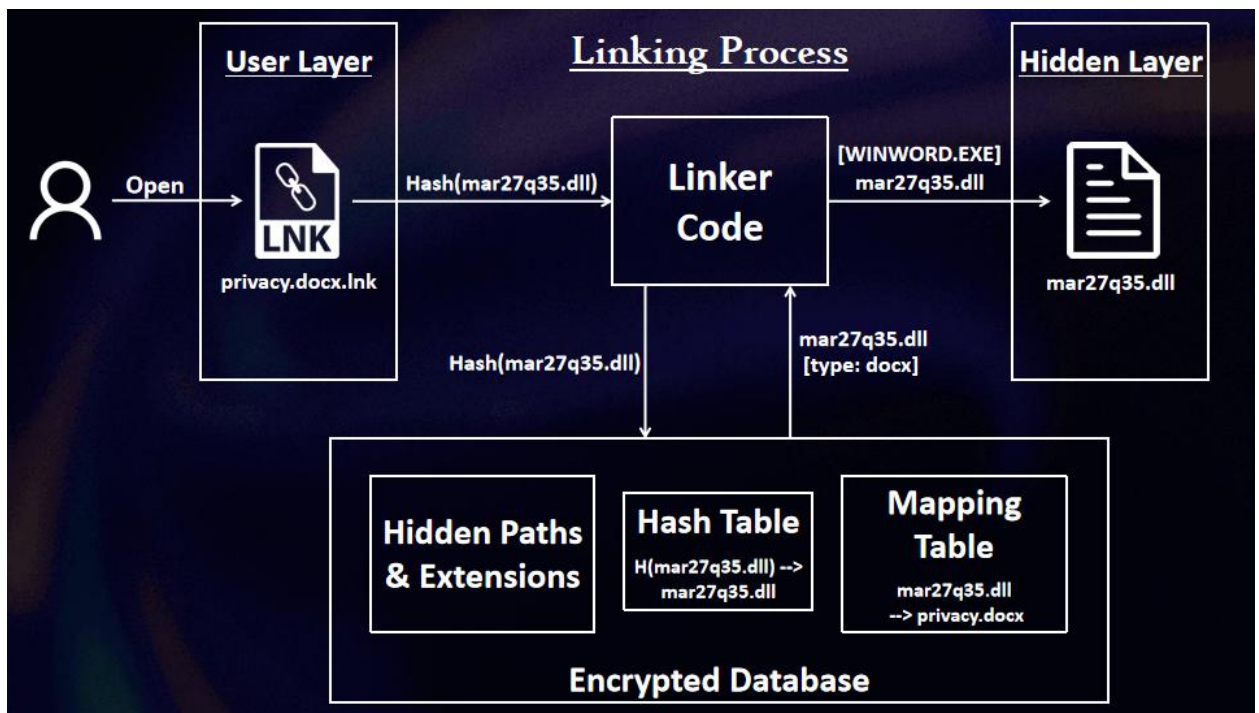 Linking Process
User Layer
Hidden Layer
Open
LNK
privacy.docx.lnk
Hash(mar27q35.dll)
Linker
Code
[WINWORD.EXE]
mar27q35.dll
mar27q35.dll
Hash(mar27q35.dll)
mar27q35.dll
[type: docx]
Hidden Paths
& Extensions
Hash Table
H(mar27q35.dll) -->
mar27q35.dll
Mapping
Table
mar27q35.dll
--> privacy.docx
Encrypted Database